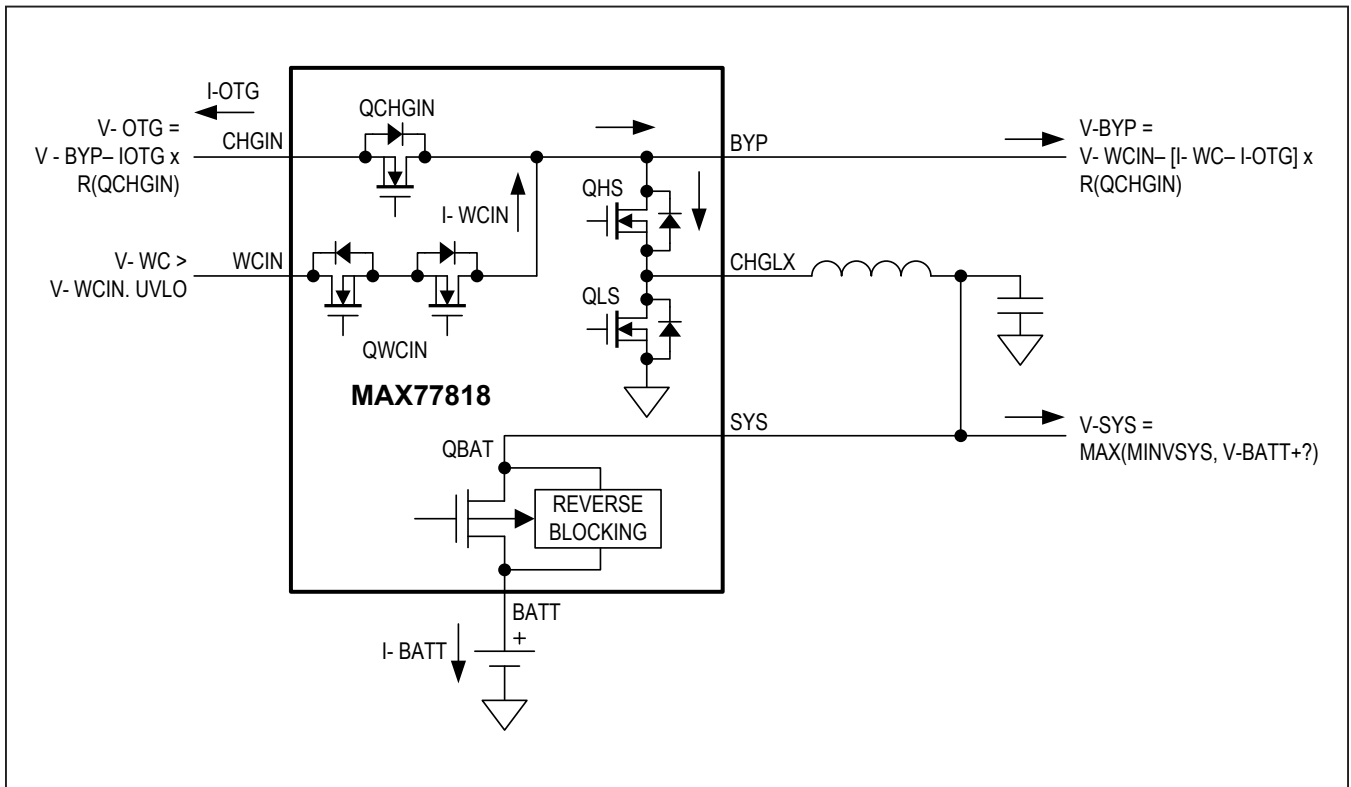 I-OTG
V- OTG =
V - BYP– IOTG x
R(QCHGIN)
CHGIN
QCHGIN
BYP
V-BYP =
V- WCIN– [I- WC– I-OTG] x
R(QCHGIN)
I- WCIN
QHS
V- WC >
V- WCIN. UVLO
WCIN
CHGLX
QLS
QWCIN
MAX77818
SYS
V-SYS =
MAX(MINVSYS, V-BATT+?)
QBAT
REVERSE
BLOCKING
BATT
I- BATT
+